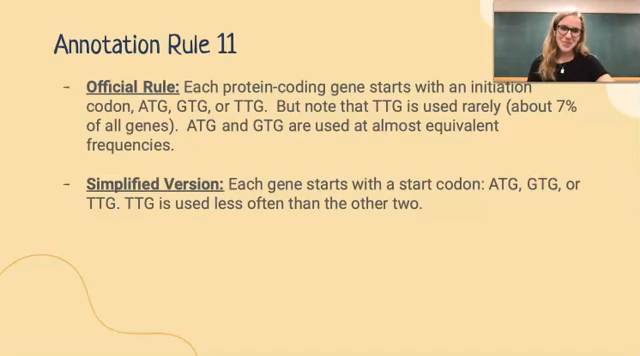 Annotation Rule 11
- Official Rule: Each protein-coding gene starts with an initiation
codon, ATG, GTG, or TTG. But note that TTG is used rarely (about 7%
of all genes). ATG and GTG are used at almost equivalent
frequencies.
- Simplified Version: Each gene starts with a start codon: ATG, GTG, or
TTG. TTG is used less often than the other two.